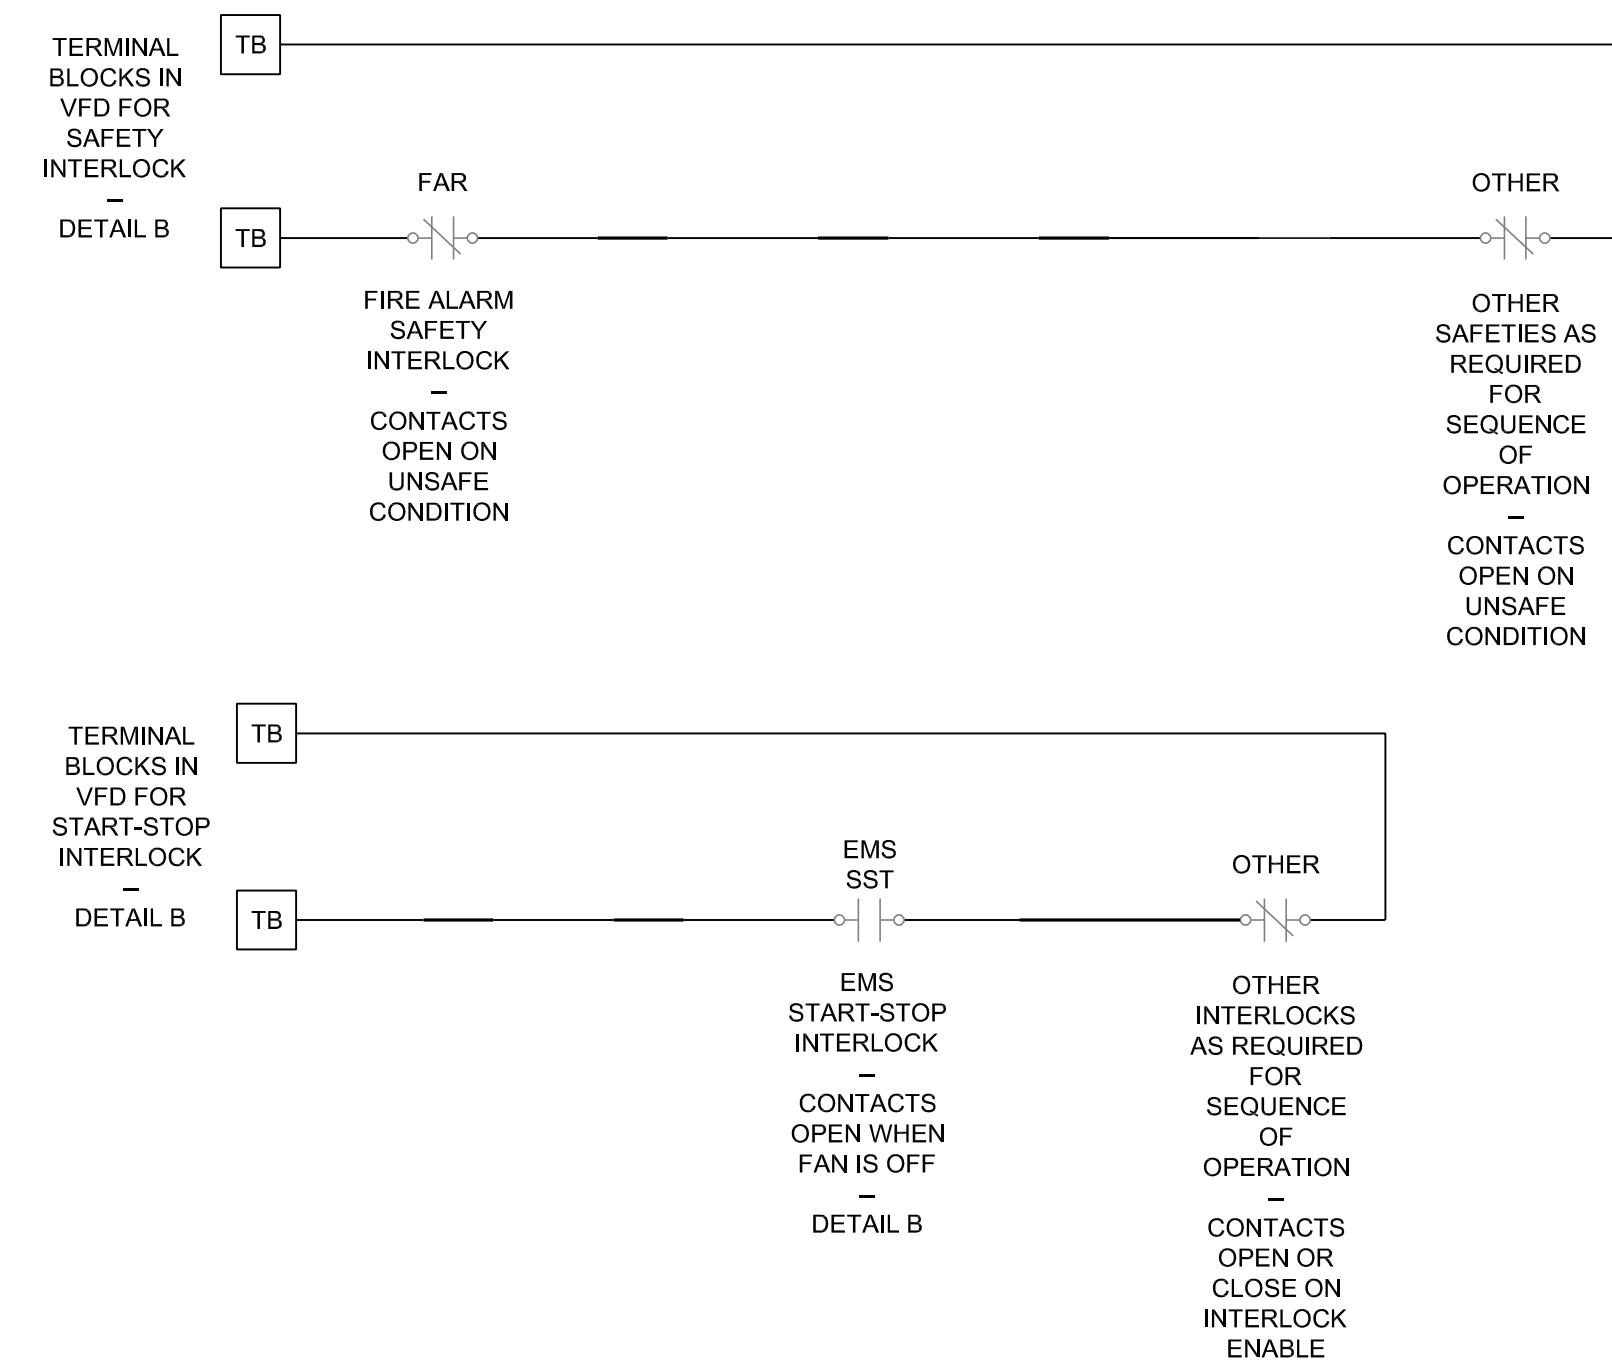 TERMINAL
BLOCKS IN
VFD FOR
SAFETY
INTERLOCK
–
DETAIL B
TB
TB
FAR
FIRE ALARM
SAFETY
INTERLOCK
–
CONTACTS
OPEN ON
UNSAFE
CONDITION
OTHER
OTHER
SAFETIES AS
REQUIRED
FOR
SEQUENCE
OF
OPERATION
–
CONTACTS
OPEN ON
UNSAFE
CONDITION
TERMINAL
BLOCKS IN
VFD FOR
START-STOP
INTERLOCK
–
DETAIL B
TB
TB
EMS
SST
EMS
START-STOP
INTERLOCK
–
CONTACTS
OPEN WHEN
FAN IS OFF
–
DETAIL B
OTHER
OTHER
INTERLOCKS
AS REQUIRED
FOR
SEQUENCE
OF
OPERATION
–
CONTACTS
OPEN OR
CLOSE ON
INTERLOCK
ENABLE